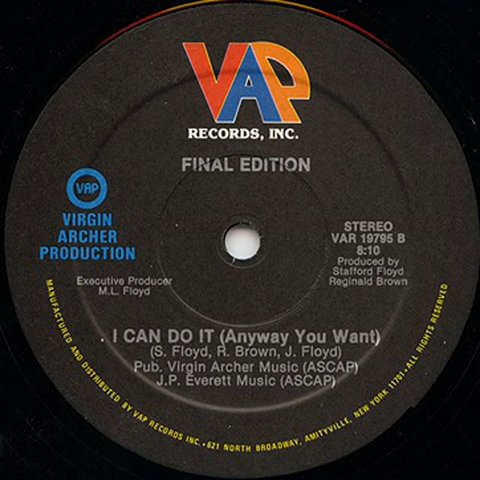 VAP
RECORDS, INC.
FINAL EDITION
VAP
VIRGIN
ARCHER
PRODUCTION
Executive Producer
M.L. Floyd
STEREO
VAR 19795 B
8:10
Produced by
Stafford Floyd
Reginald Brown
. I CAN DO IT (Anyway You Want)
(S. Floyd, R. Brown, J. Floyd)
Pub. Virgin Archer Music (ASCAP)
J.P. Everett Music (ASCAP)
MANUFACTURED AND DISTRIBUTED BY VAP RECORDS INC. • 621 NORTH BROADWAY, AMITYVILLE, NEW YORK 11701 • ALL RIGHTS RESERVED